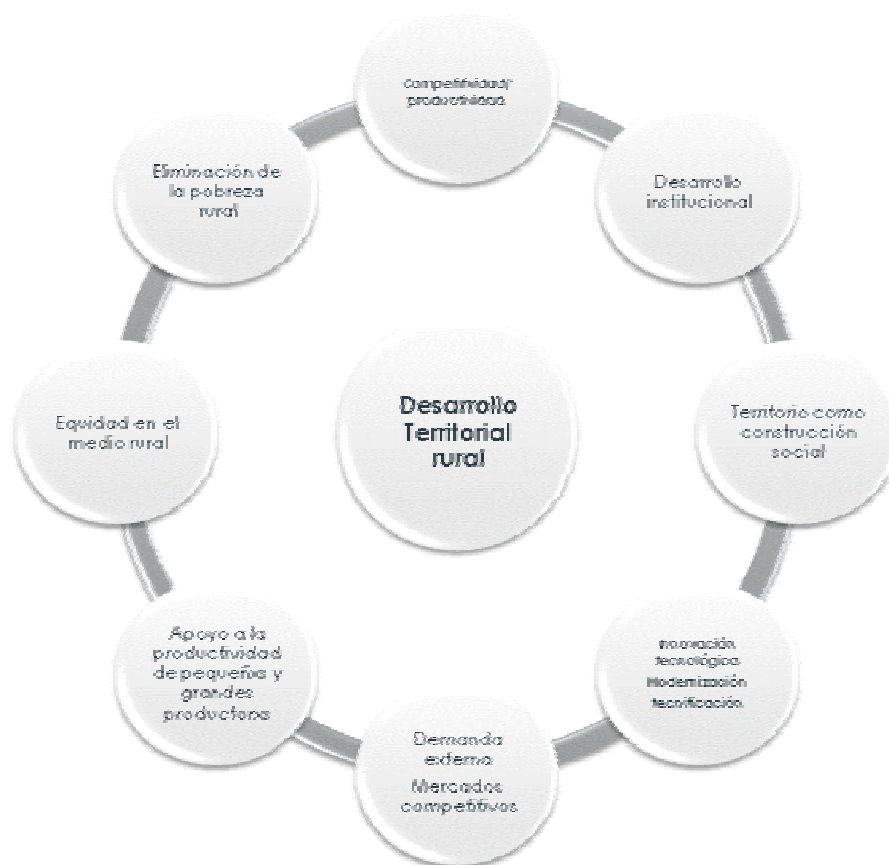 Competitividad/
productividad
Desarrollo
institucional
Territorio como
construcción
social
Innovación
tecnológica
Modernización
tecnificación
Demanda
externa
Mercados
competitivos
Apoyo a la
productividad
de pequeños y
grandes
productores
Equidad en el
medio rural
Eliminación de
la pobreza
rural
Desarrollo
Territorial
rural